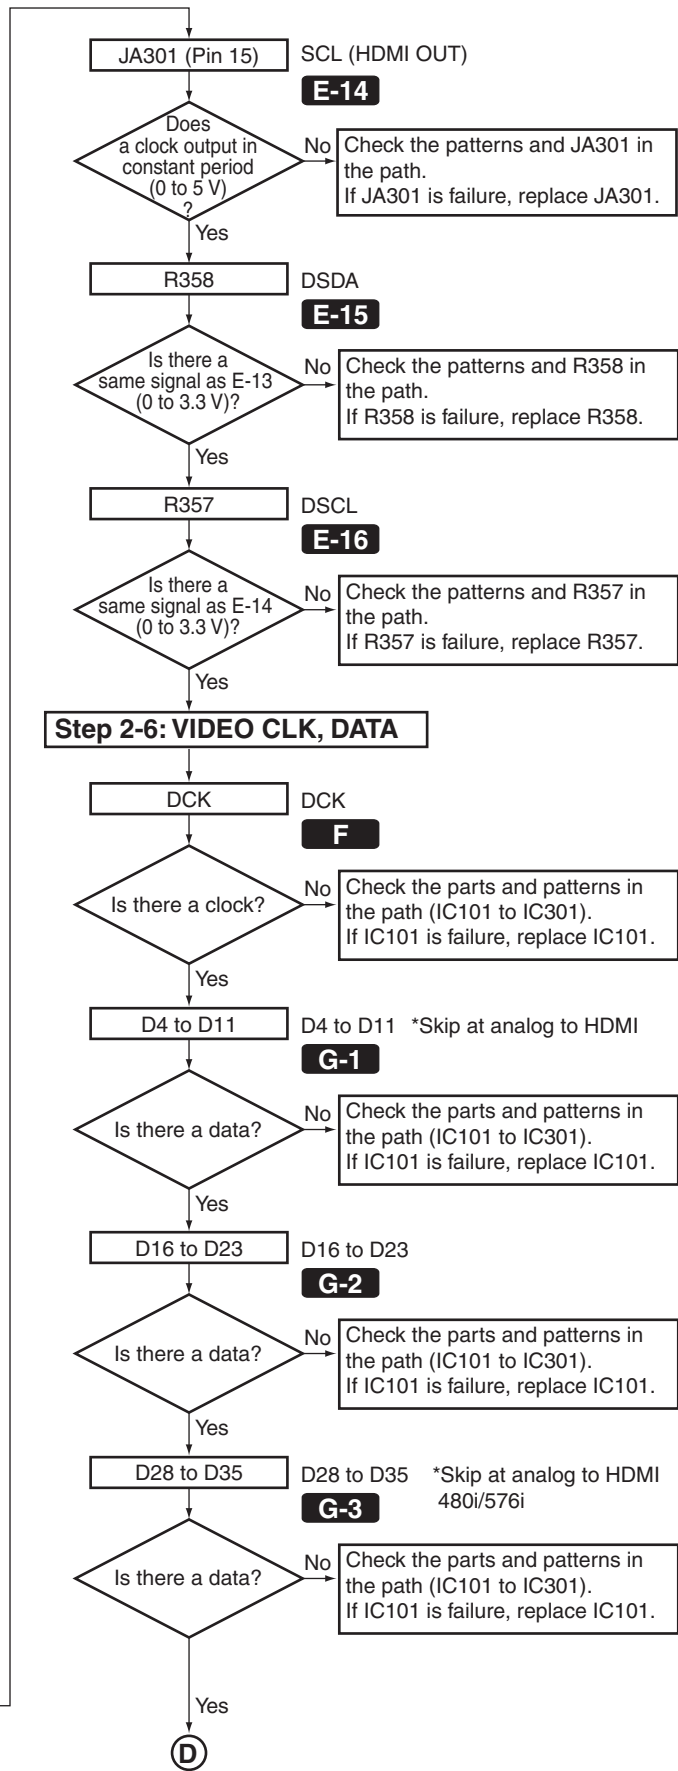 JA301 (Pin 15)
SCL (HDMI OUT)
E-14
Does
a clock output in
constant period
(0 to 5 V)
?
No
Check the patterns and JA301 in
the path.
If JA301 is failure, replace JA301.
Yes
R358
DSDA
E-15
Is there a
same signal as E-13
(0 to 3.3 V)?
No
Check the patterns and R358 in
the path.
If R358 is failure, replace R358.
Yes
R357
DSCL
E-16
Is there a
same signal as E-14
(0 to 3.3 V)?
No
Check the patterns and R357 in
the path.
If R357 is failure, replace R357.
Yes
Step 2-6: VIDEO CLK, DATA
DCK
DCK
F
Is there a clock?
No
Check the parts and patterns in
the path (IC101 to IC301).
If IC101 is failure, replace IC101.
Yes
D4 to D11
D4 to D11 *Skip at analog to HDMI
G-1
Is there a data?
No
Check the parts and patterns in
the path (IC101 to IC301).
If IC101 is failure, replace IC101.
Yes
D16 to D23
D16 to D23
G-2
Is there a data?
No
Check the parts and patterns in
the path (IC101 to IC301).
If IC101 is failure, replace IC101.
Yes
D28 to D35
D28 to D35 *Skip at analog to HDMI
480i/576i
G-3
Is there a data?
No
Check the parts and patterns in
the path (IC101 to IC301).
If IC101 is failure, replace IC101.
Yes
D